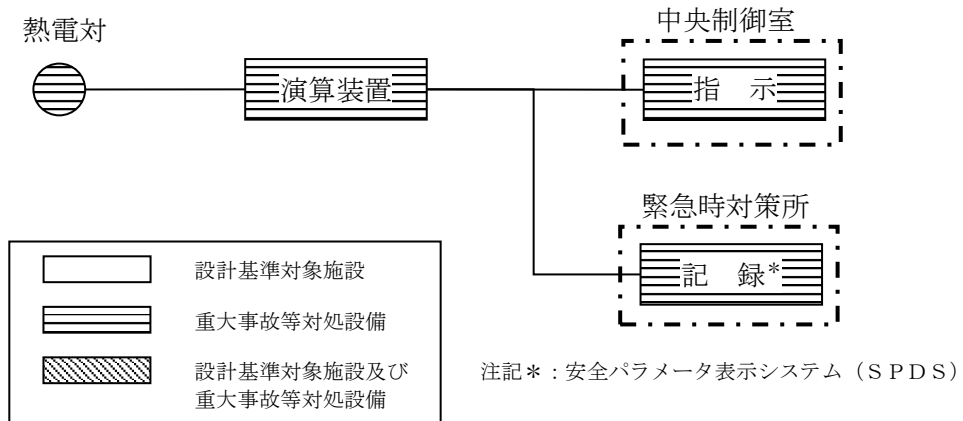 中央制御室
熱電対
演算装置
指　示
緊急時対策所
記　録*
設計基準対象施設
重大事故等対処設備
設計基準対象施設及び
重大事故等対処設備
注記＊：安全パラメータ表示システム（ＳＰＤＳ）